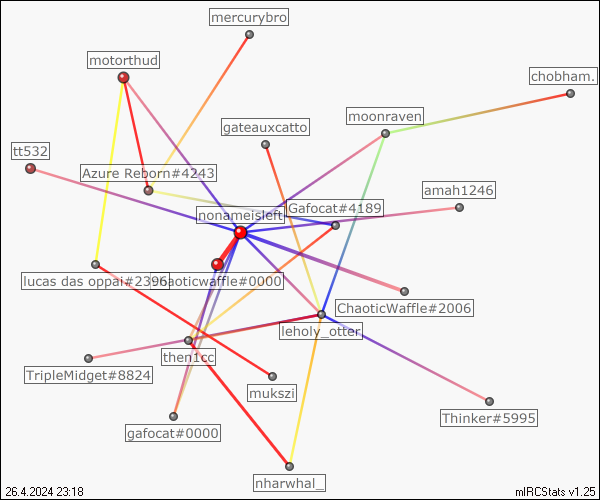 mercurybro
motorthud
chobham.
gateauxcatto
moonraven
tt532
Azure Reborn#4243
amah1246
nonameisleft
Gafocat#4189
lucas das oppai#2396
chaoticwaffle#0000
ChaoticWaffle#2006
leholy_otter
then1cc
TripleMidget#8824
mukszi
Thinker#5995
gafocat#0000
nharwhal_
26.4.2024 23:18
mIRCStats v1.25